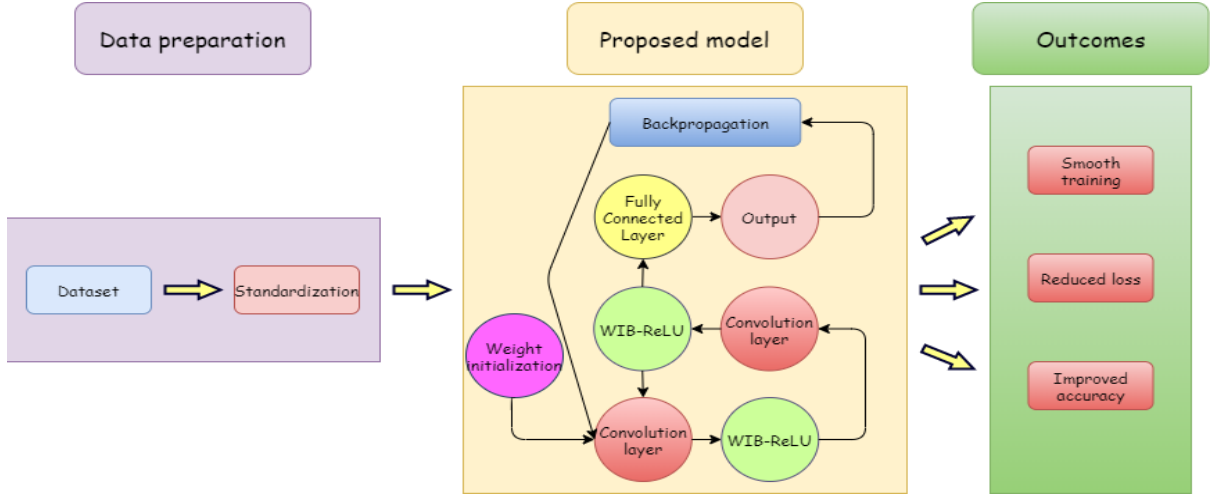 Data preparation
Proposed model
Outcomes
Dataset
Standardization
Backpropagation
Fully
Connected
Layer
Output
WIB-ReLU
Convolution
layer
Weight
initialization
Convolution
layer
WIB-ReLU
Smooth
training
Reduced loss
Improved
accuracy